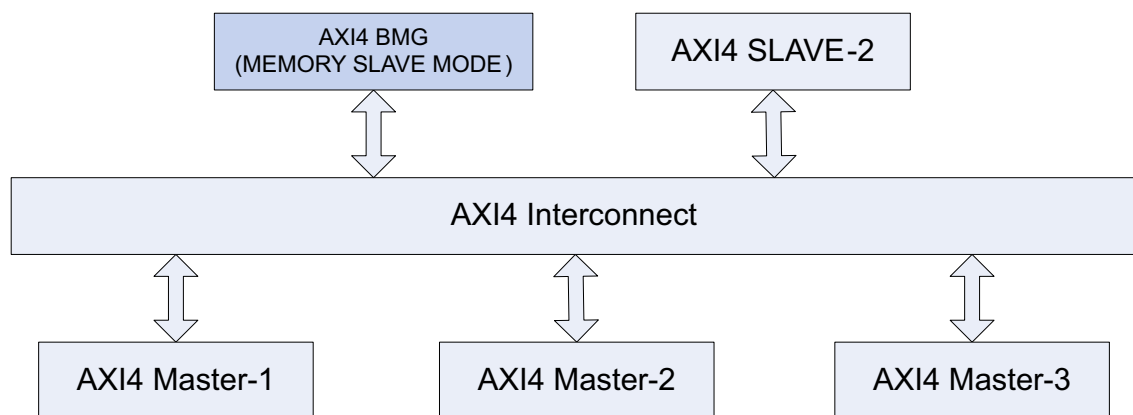 AXI4 BMG
(MEMORY SLAVE MODE)
AXI4 SLAVE-2
AXI4 Interconnect
AXI4 Master-1
AXI4 Master-2
AXI4 Master-3